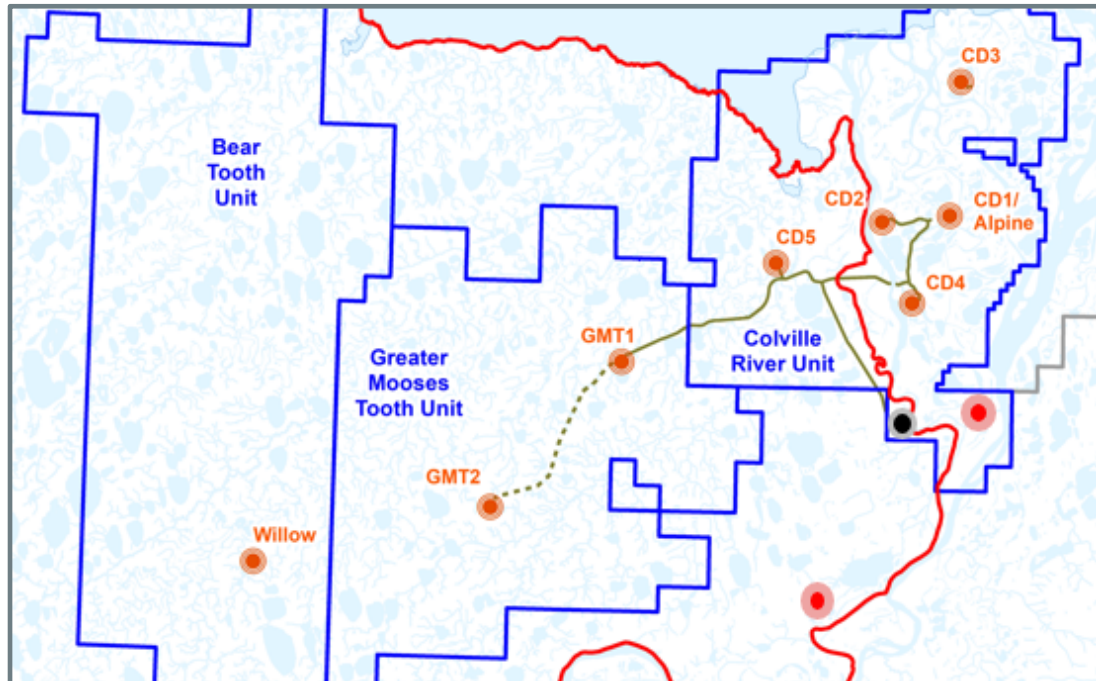 CD3
Bear
Tooth
Unit
CD2
CD1/
Alpine
CD5
CD4
GMT1
Colville
River Unit
Greater
Mooses
Tooth Unit
GMT2
Willow